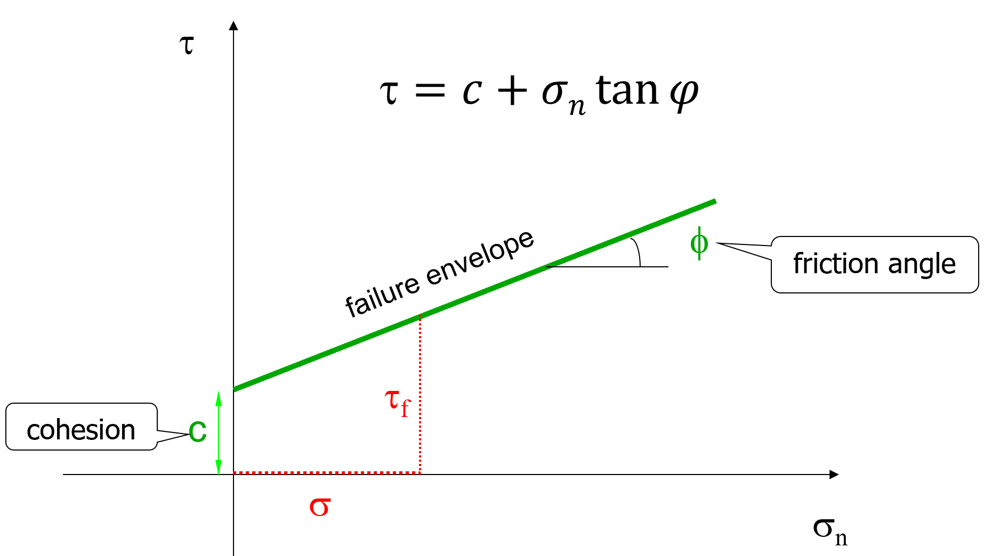 τ
τ = c + σₙ tan φ
failure envelope
ϕ
friction angle
τf
cohesion
c
σ
σn